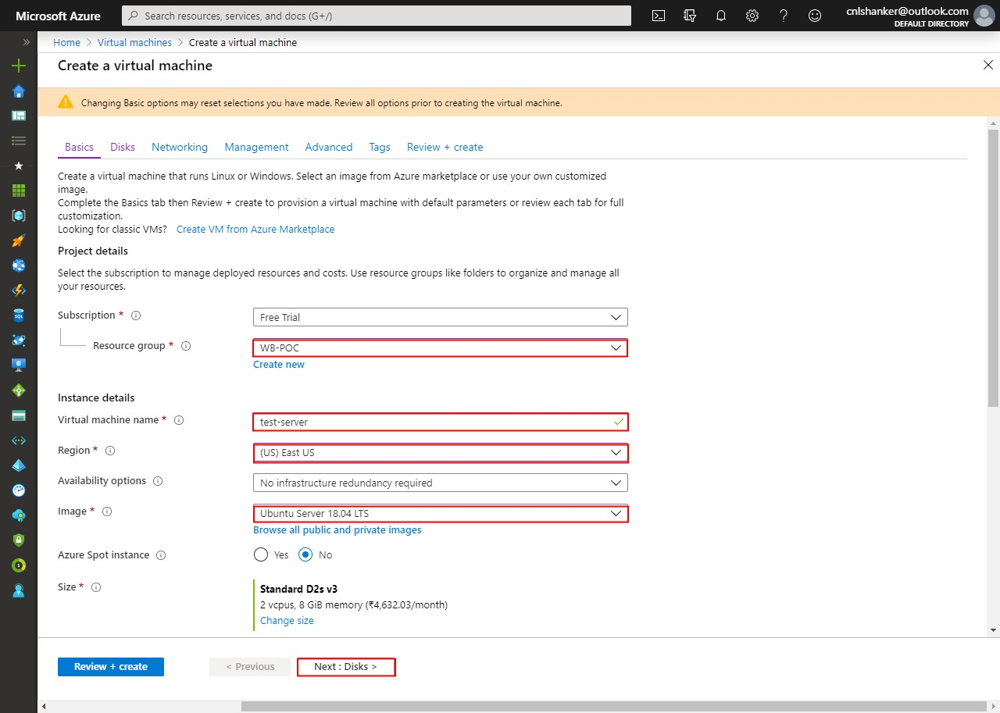 Microsoft Azure
Search resources, services, and docs (G+/)
cnlshanker@outlook.com
DEFAULT DIRECTORY
Home > Virtual machines > Create a virtual machine
Create a virtual machine
Changing Basic options may reset selections you have made. Review all options prior to creating the virtual machine.
Basics Disks Networking Management Advanced Tags Review + create
Create a virtual machine that runs Linux or Windows. Select an image from Azure marketplace or use your own customized
image.
Complete the Basics tab then Review + create to provision a virtual machine with default parameters or review each tab for full
customization.
Looking for classic VMs? Create VM from Azure Marketplace
Project details
Select the subscription to manage deployed resources and costs. Use resource groups like folders to organize and manage all
your resources.
Subscription * Free Trial
Resource group * WB-POC
Create new
Instance details
Virtual machine name * test-server
Region * (US) East US
Availability options No infrastructure redundancy required
Image * Ubuntu Server 18.04 LTS
Browse all public and private images
Azure Spot instance Yes No
Size * Standard D2s v3
2 vcpus, 8 GiB memory (₹4,632.03/month)
Change size
Review + create < Previous Next : Disks >